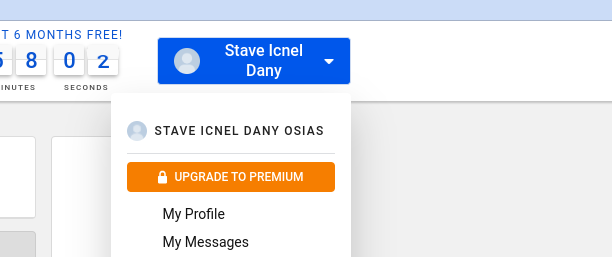 T 6 MONTHS FREE!
8 0 2
INUTES SECONDS
Stave Icnel
Dany
STAVE ICNEL DANY OSIAS
UPGRADE TO PREMIUM
My Profile
My Messages